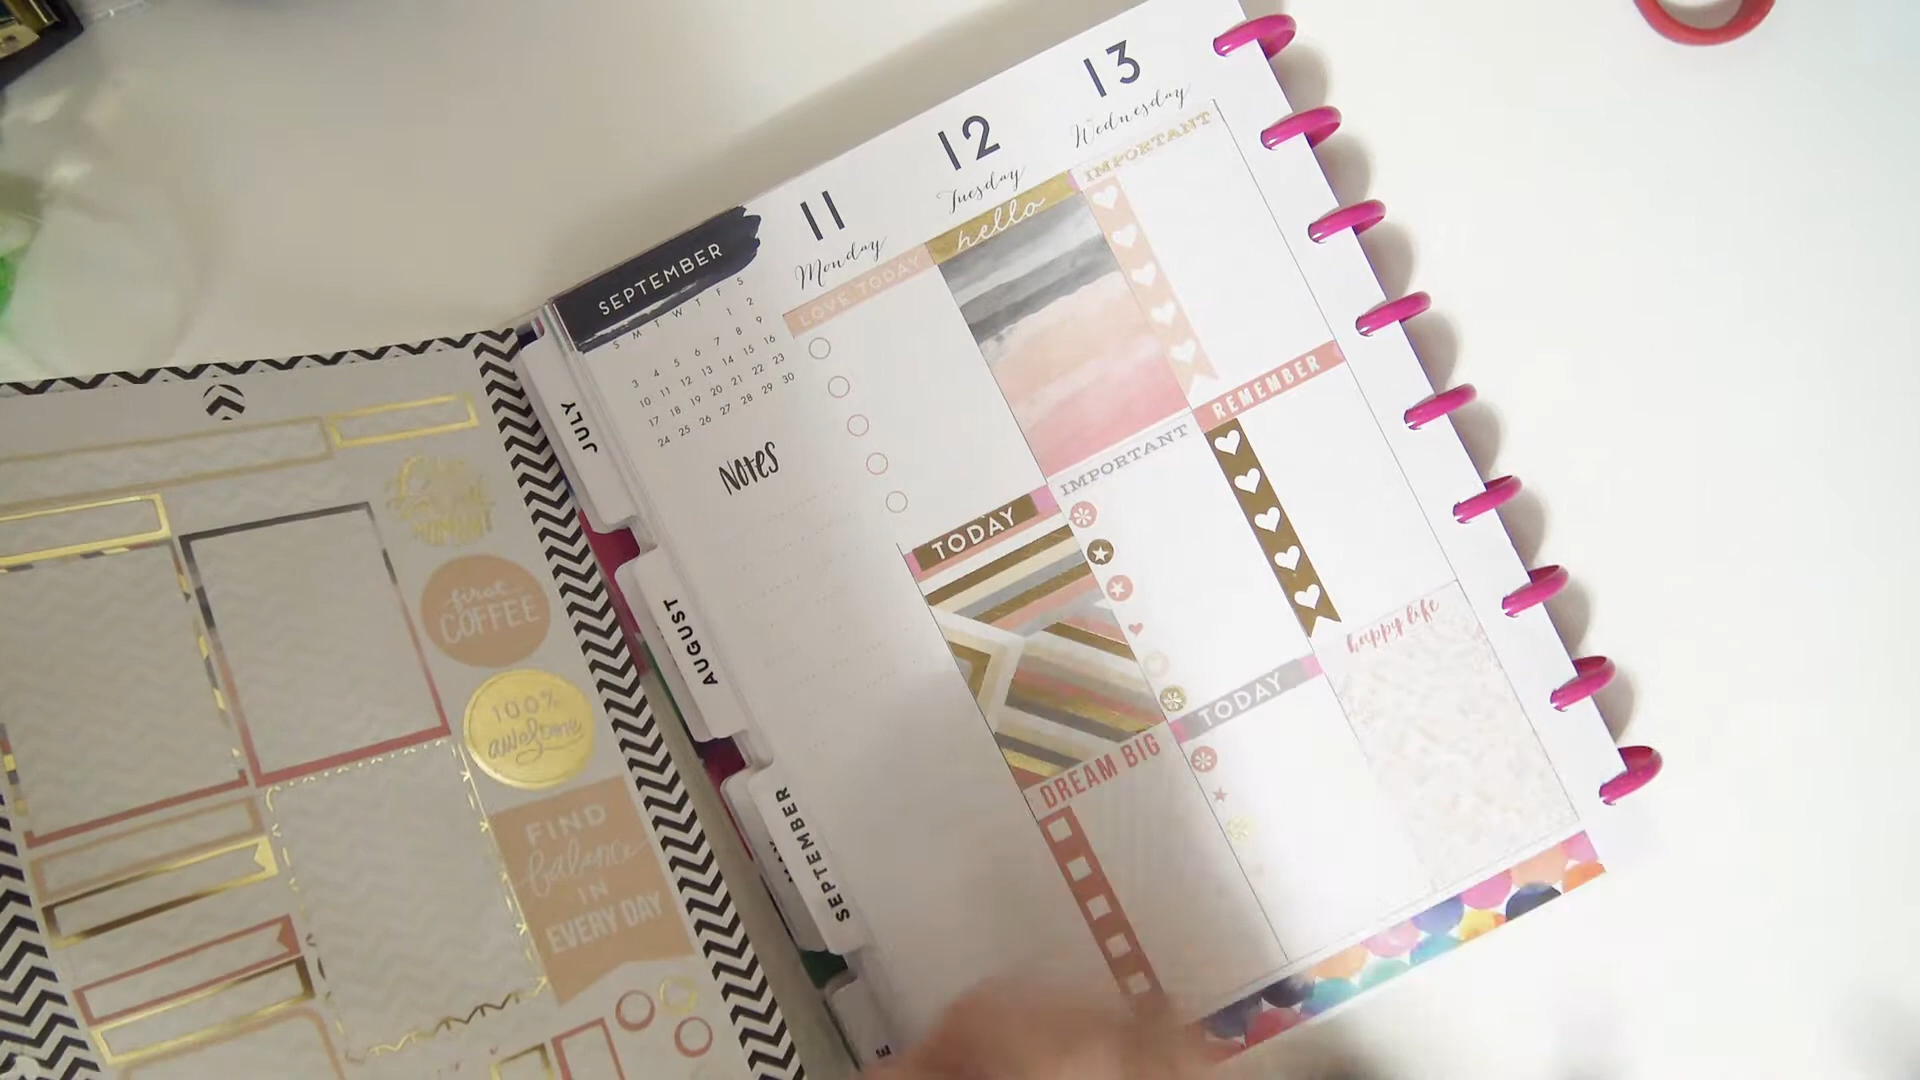 11
12
13
Monday
Tuesday
Wednesday
SEPTEMBER
S M T W T F S
1 2
3 4 5 6 7 8 9
10 11 12 13 14 15 16
17 18 19 20 21 22 23
24 25 26 27 28 29 30
Notes
LOVE TODAY
TODAY
DREAM BIG
hello
IMPORTANT
TODAY
IMPORTANT
REMEMBER
happy life
JULY
AUGUST
SEPTEMBER
first
COFFEE
100%
awesome
FIND
balance
IN
EVERY DAY